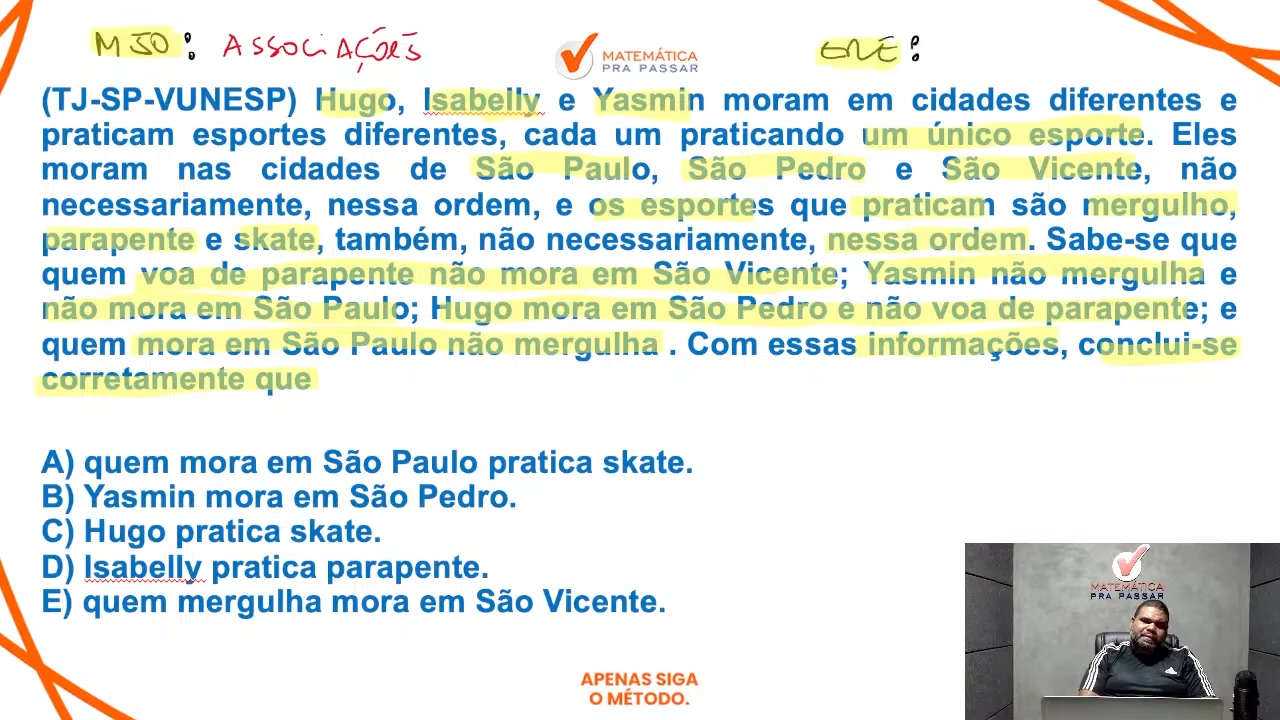 M50: ASSOCIAÇÕES
MATEMÁTICA
PRA PASSAR
(TJ-SP-VUNESP) Hugo, Isabelly e Yasmin moram em cidades diferentes e
praticam esportes diferentes, cada um praticando um único esporte. Eles
moram nas cidades de São Paulo, São Pedro e São Vicente, não
necessariamente, nessa ordem, e os esportes que praticam são mergulho,
parapente e skate, também, não necessariamente, nessa ordem. Sabe-se que
quem voa de parapente não mora em São Vicente; Yasmin não mergulha e
não mora em São Paulo; Hugo mora em São Pedro e não voa de parapente; e
quem mora em São Paulo não mergulha . Com essas informações, conclui-se
corretamente que
A) quem mora em São Paulo pratica skate.
B) Yasmin mora em São Pedro.
C) Hugo pratica skate.
D) Isabelly pratica parapente.
E) quem mergulha mora em São Vicente.
MATEMÁTICA
PRA PASSAR
APENAS SIGA
O MÉTODO.